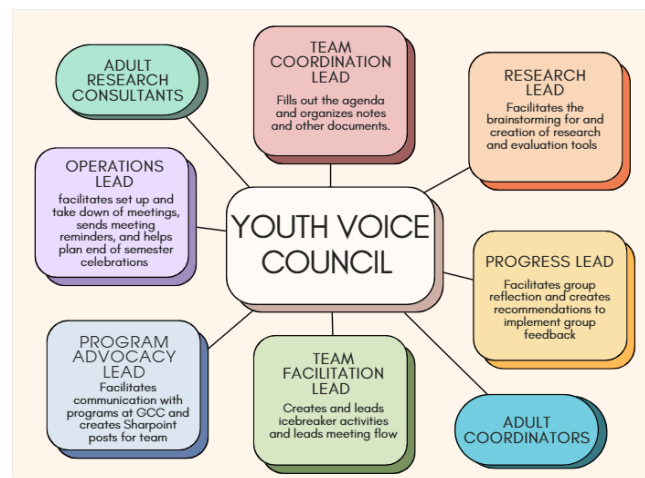 ADULT
RESEARCH
CONSULTANTS
TEAM
COORDINATION
LEAD
Fills out the agenda
and organizes notes
and other documents.
RESEARCH
LEAD
Facilitates the
brainstorming for and
creation of research
and evaluation tools
OPERATIONS
LEAD
facilitates set up and
take down of meetings,
sends meeting
reminders, and helps
plan end of semester
celebrations
YOUTH VOICE
COUNCIL
PROGRESS LEAD
Facilitates group
reflection and creates
recommendations to
implement group
feedback
PROGRAM
ADVOCACY
LEAD
Facilitates
communication with
programs at GCC and
creates Sharpoint
posts for team
TEAM
FACILITATION
LEAD
Creates and leads
icebreaker activities
and leads meeting flow
ADULT
COORDINATORS